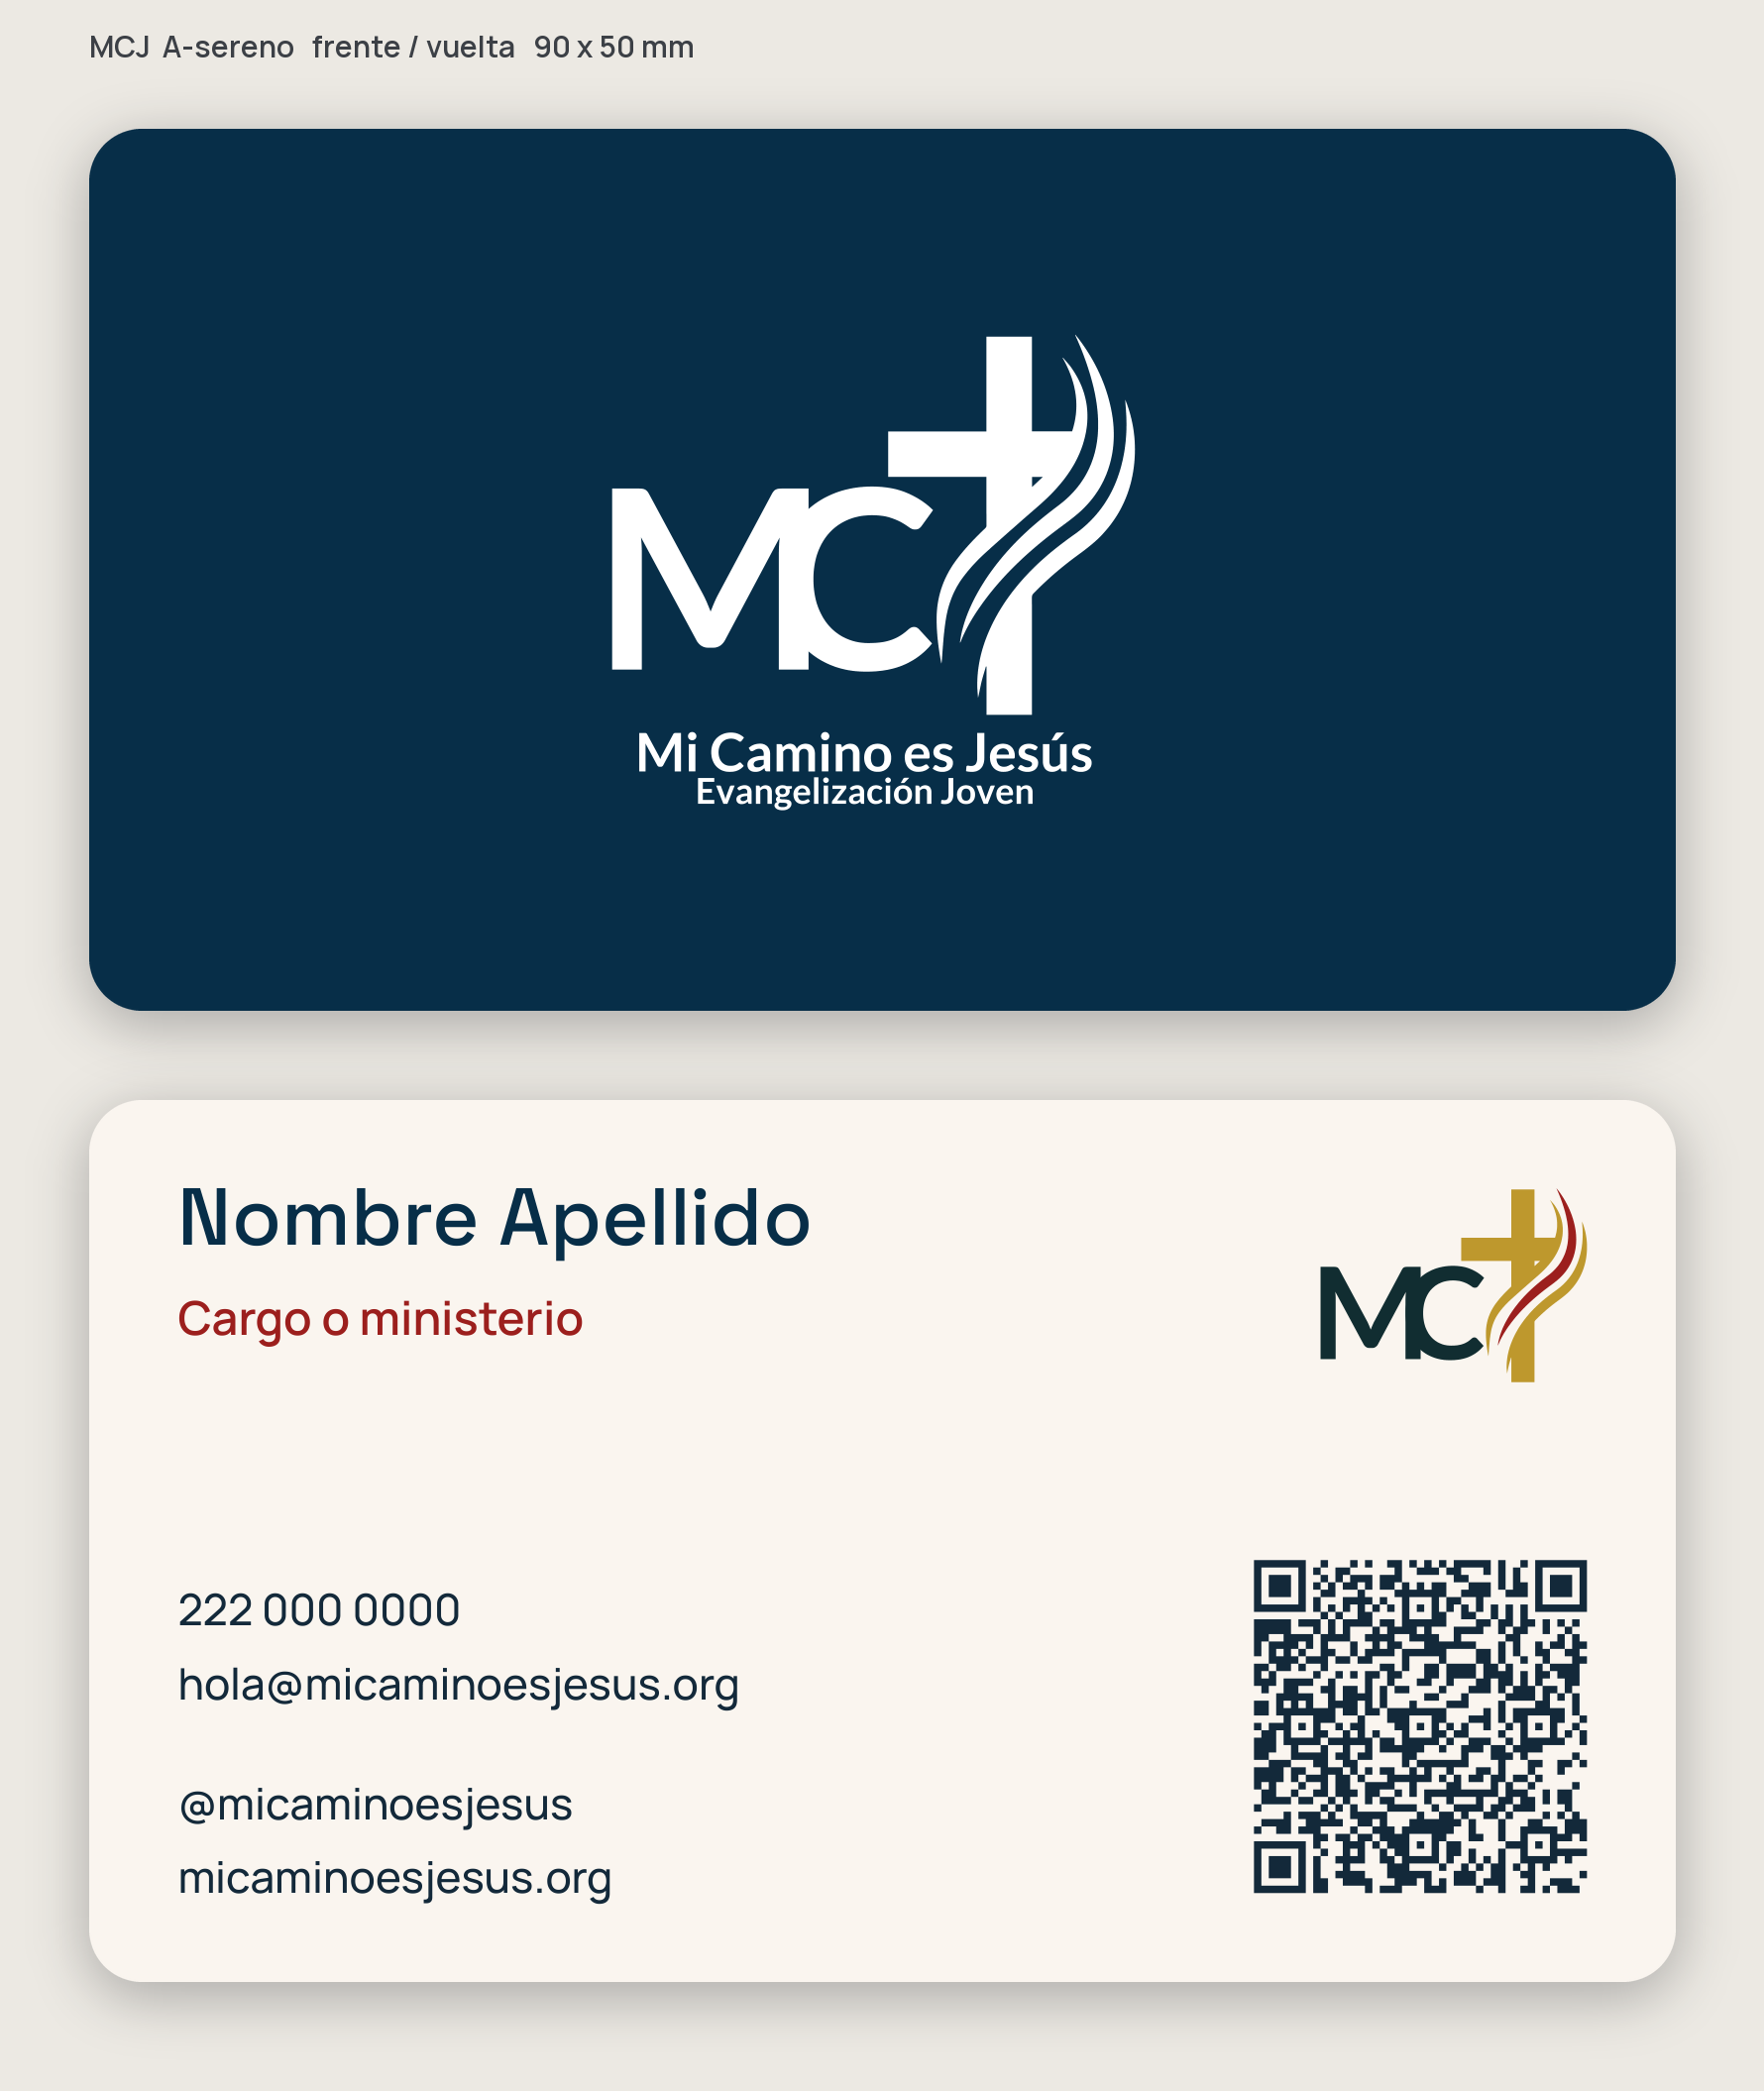 MCJ A-sereno frente / vuelta 90 x 50 mm
MC
Mi Camino es Jesús
Evangelización Joven
Nombre Apellido
Cargo o ministerio
MC
222 000 0000
hola@micaminoesjesus.org
@micaminoesjesus
micaminoesjesus.org